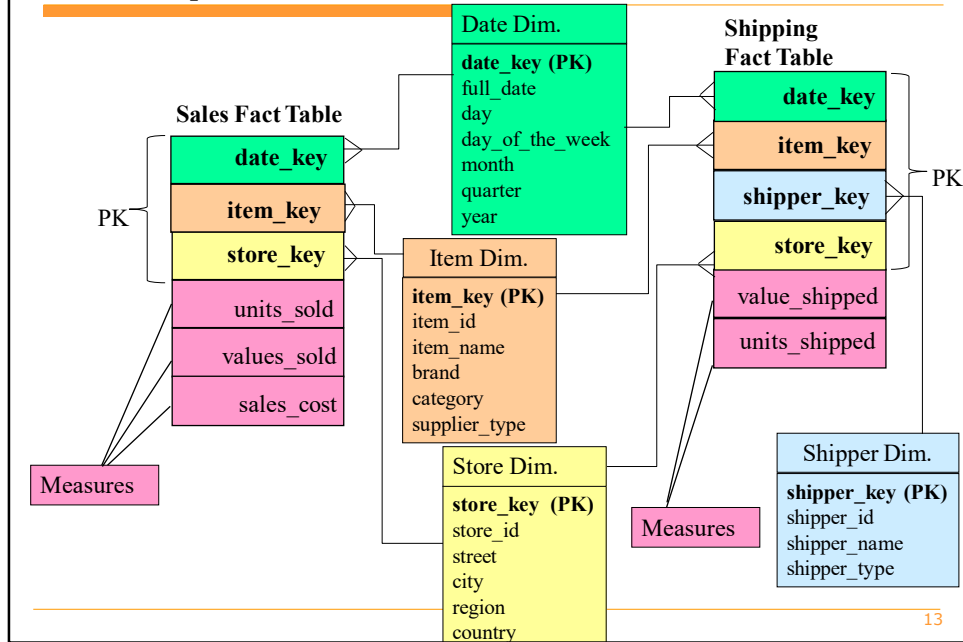 Sales Fact Table
date_key
item_key
store_key
units_sold
values_sold
sales_cost
PK
Measures
Date Dim.
date_key (PK)
full_date
day
day_of_the_week
month
quarter
year
Item Dim.
item_key (PK)
item_id
item_name
brand
category
supplier_type
Store Dim.
store_key (PK)
store_id
street
city
region
country
Shipping
Fact Table
date_key
item_key
shipper_key
store_key
value_shipped
units_shipped
PK
Measures
Shipper Dim.
shipper_key (PK)
shipper_id
shipper_name
shipper_type
13